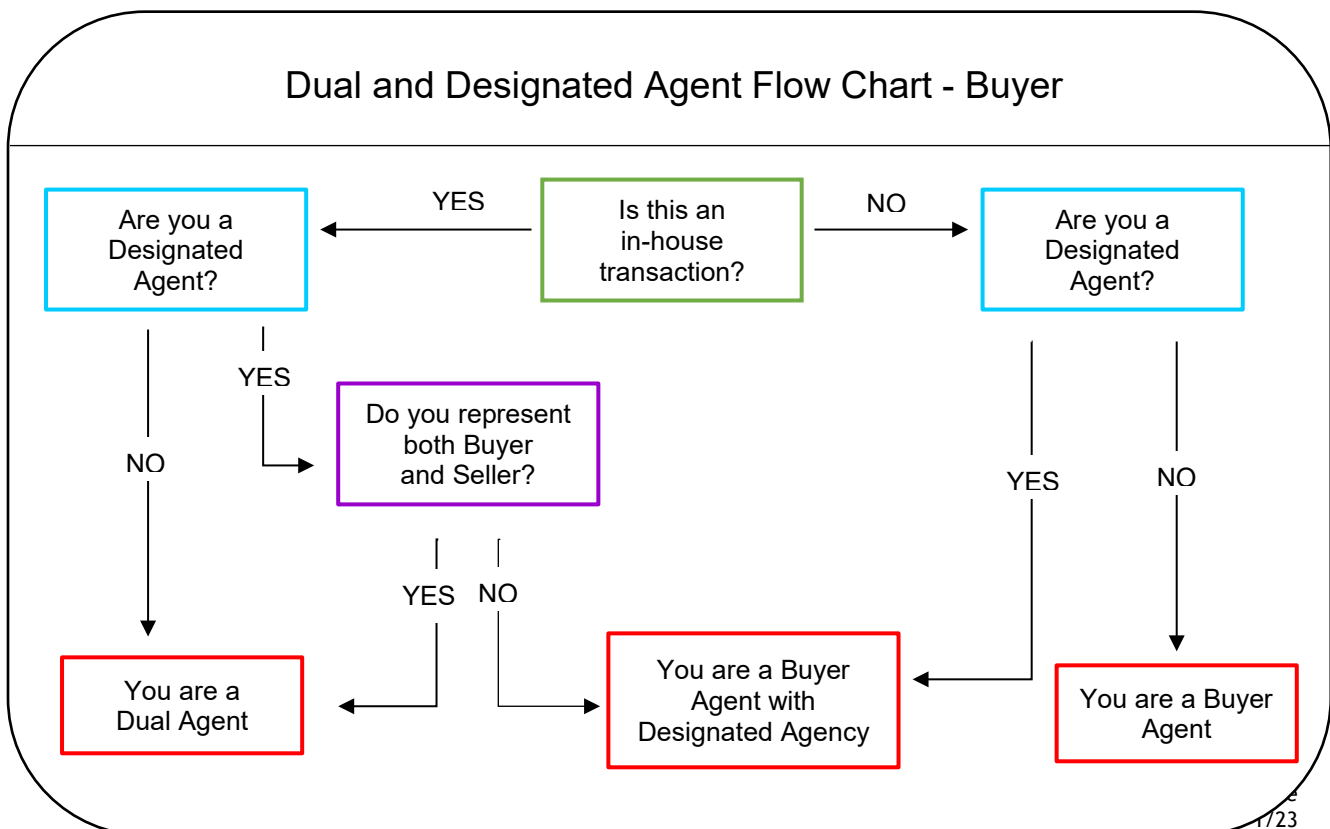 Dual and Designated Agent Flow Chart - Buyer
YES
NO
Are you a
Designated
Agent?
Is this an
in-house
transaction?
Are you a
Designated
Agent?
YES
Do you represent
both Buyer
and Seller?
NO
YES
NO
YES
NO
You are a
Dual Agent
You are a Buyer
Agent with
Designated Agency
You are a Buyer
Agent
/23